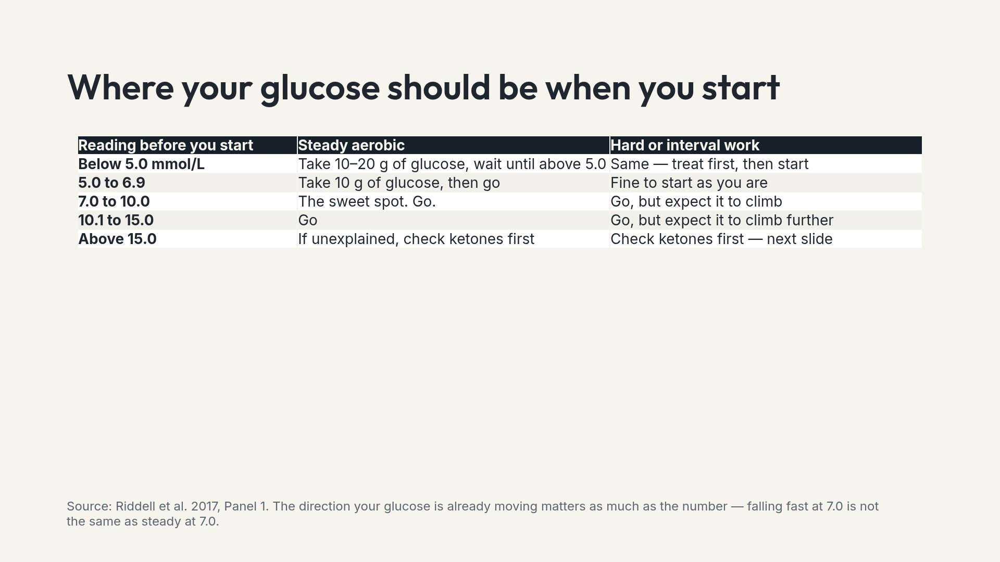 Where your glucose should be when you start
Reading before you start Steady aerobic Hard or interval work
Below 5.0 mmol/L Take 10–20 g of glucose, wait until above 5.0 Same — treat first, then start
5.0 to 6.9 Take 10 g of glucose, then go Fine to start as you are
7.0 to 10.0 The sweet spot. Go. Go, but expect it to climb
10.1 to 15.0 Go Go, but expect it to climb further
Above 15.0 If unexplained, check ketones first Check ketones first — next slide
Source: Riddell et al. 2017, Panel 1. The direction your glucose is already moving matters as much as the number — falling fast at 7.0 is not
the same as steady at 7.0.